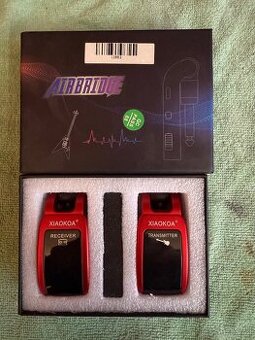 AIRBRIDGE
XIAOKOA
RECEIVER
XIAOKOA
TRANSMITTER